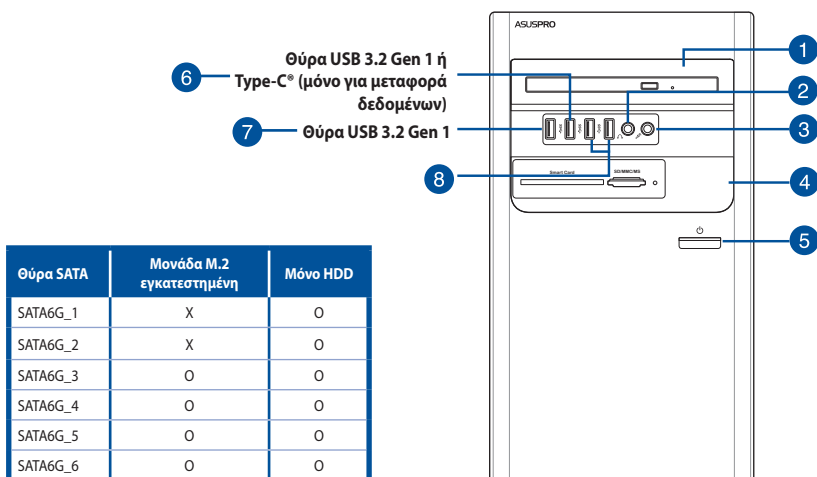 ASUSPRO
1
Θύρα USB 3.2 Gen 1 ή
Type-C® (μόνο για μεταφορά
δεδομένων)
6
2
7
Θύρα USB 3.2 Gen 1
3
8
Smart Card
SD/MMC/MS
4
5
Θύρα SATA
Μονάδα M.2
εγκατεστημένη
Μόνο HDD
SATA6G_1 X O
SATA6G_2 X O
SATA6G_3 O O
SATA6G_4 O O
SATA6G_5 O O
SATA6G_6 O O